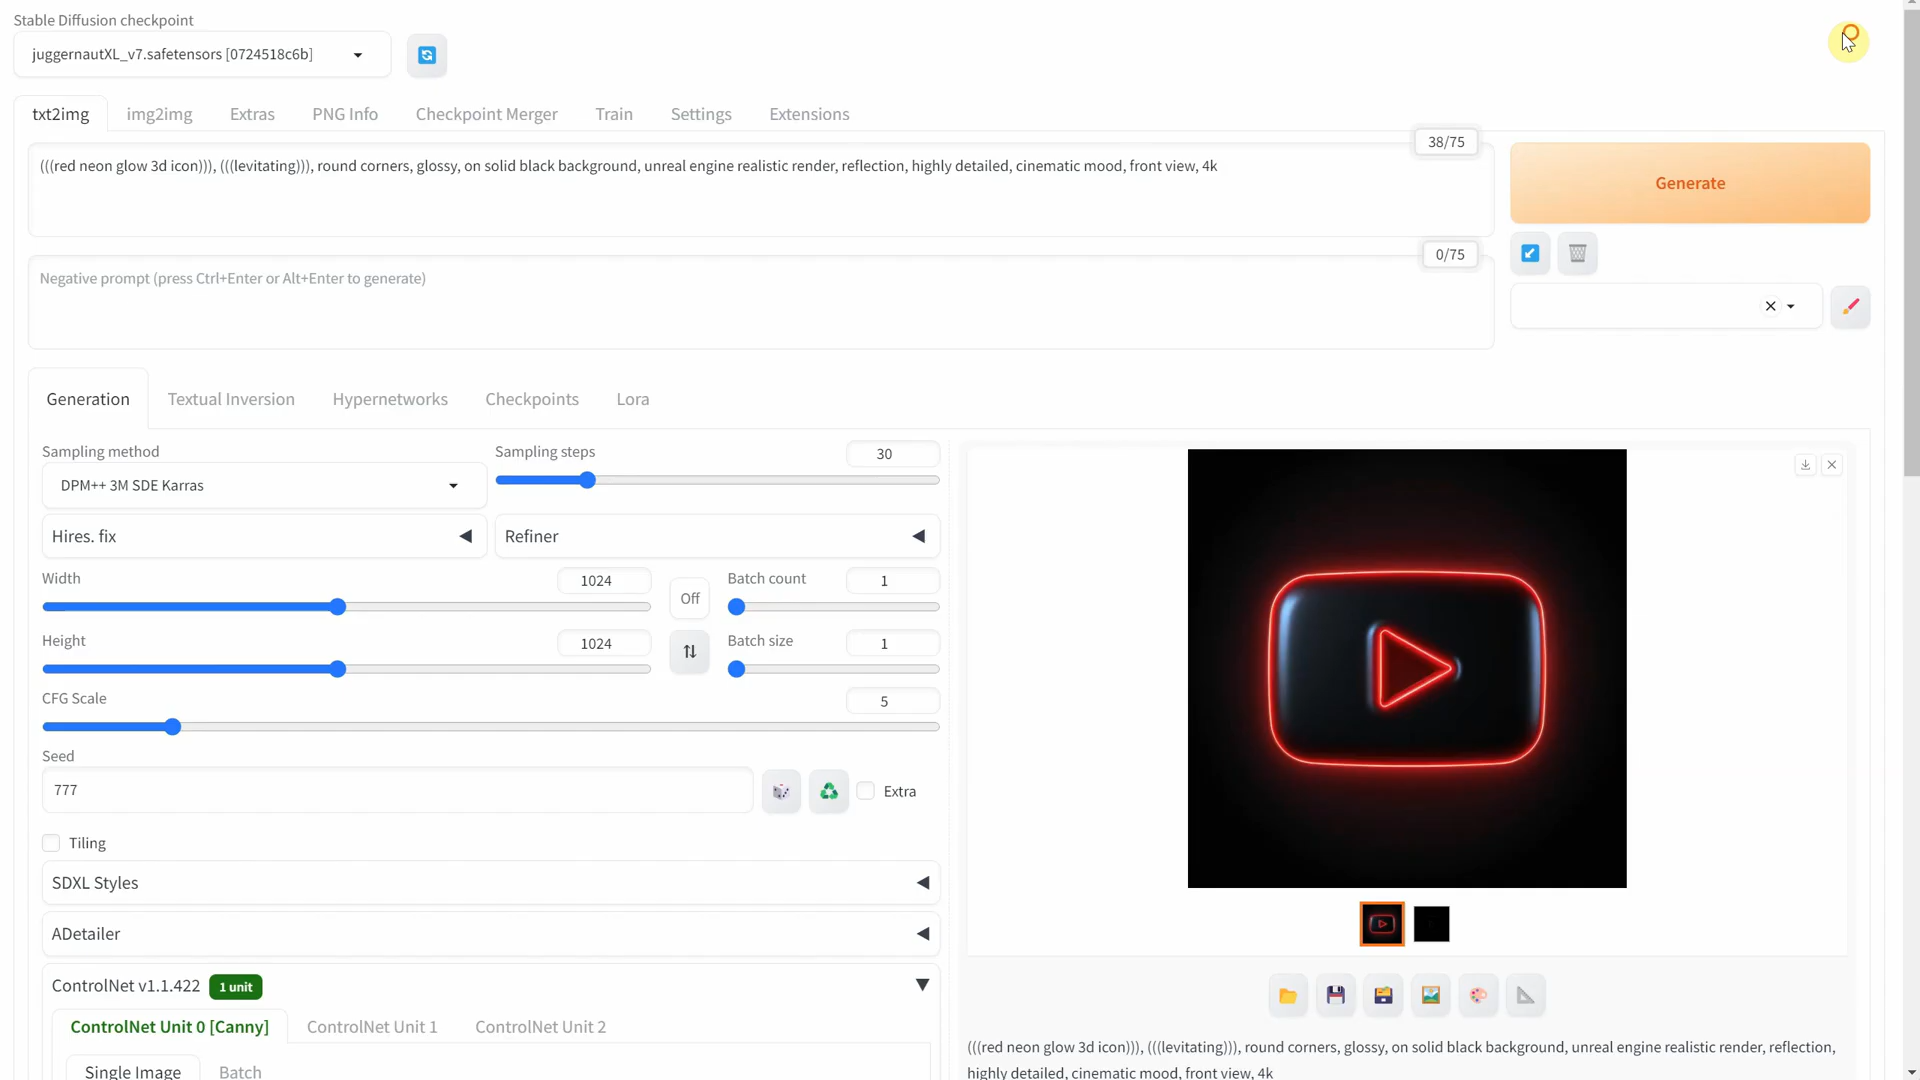 Stable Diffusion checkpoint
juggernautXL_v7.safetensors [0724518c6b]
txt2img
img2img
Extras
PNG Info
Checkpoint Merger
Train
Settings
Extensions
38/75
(((red neon glow 3d icon))), (((levitating))), round corners, glossy, on solid black background, unreal engine realistic render, reflection, highly detailed, cinematic mood, front view, 4k
Generate
0/75
Negative prompt (press Ctrl+Enter or Alt+Enter to generate)
Generation
Textual Inversion
Hypernetworks
Checkpoints
Lora
Sampling method
DPM++ 3M SDE Karras
Sampling steps
30
Hires. fix
Refiner
Width
1024
Off
Batch count
1
Height
1024
Batch size
1
CFG Scale
5
Seed
777
Extra
Tiling
SDXL Styles
ADetailer
ControlNet v1.1.422
1 unit
ControlNet Unit 0 [Canny]
ControlNet Unit 1
ControlNet Unit 2
Single Image
Batch
(((red neon glow 3d icon))), (((levitating))), round corners, glossy, on solid black background, unreal engine realistic render, reflection,
highly detailed, cinematic mood, front view, 4k